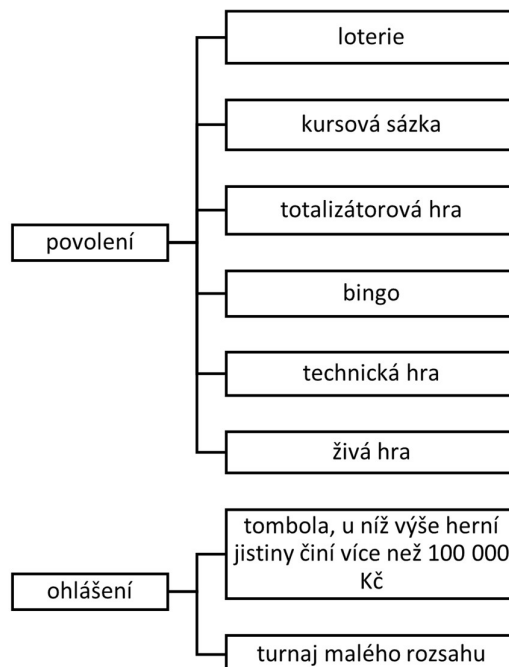 povolení
loterie
kursová sázka
totalizátorová hra
bingo
technická hra
živá hra
ohlášení
tombola, u níž výše herní
jistiny činí více než 100 000
Kč
turnaj malého rozsahu